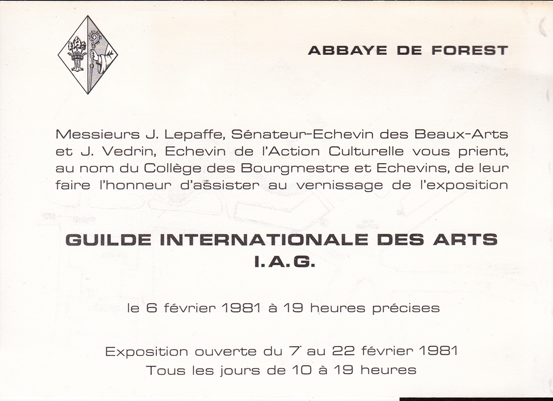 ABBAYE DE FOREST
Messieurs J. Lepaffe, Sénateur-Echevin des Beaux-Arts
et J. Vedrin, Echevin de l'Action Culturelle vous prient,
au nom du Collège des Bourgmestre et Echevins, de leur
faire l'honneur d'assister au vernissage de l'exposition
GUILDE INTERNATIONALE DES ARTS
I.A.G.
le 6 février 1981 à 19 heures précises
Exposition ouverte du 7 au 22 février 1981
Tous les jours de 10 à 19 heures